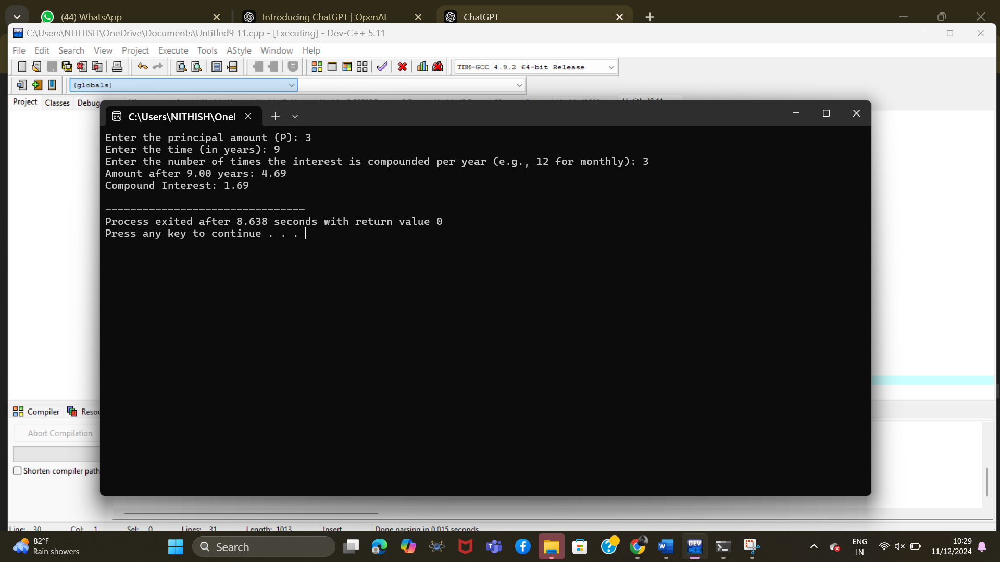 (44) WhatsApp
Introducing ChatGPT | OpenAI
ChatGPT
C:\Users\NITHISH\OneDrive\Documents\Untitled9 11.cpp - [Executing] - Dev-C++ 5.11
File Edit Search View Project Execute Tools AStyle Window Help
TDM-GCC 4.9.2 64-bit Release
(globals)
Project Classes Debug
C:\Users\NITHISH\Onel
Enter the principal amount (P): 3
Enter the time (in years): 9
Enter the number of times the interest is compounded per year (e.g., 12 for monthly): 3
Amount after 9.00 years: 4.69
Compound Interest: 1.69
--------------------------------
Process exited after 8.638 seconds with return value 0
Press any key to continue . . .
Compiler Resou
Abort Compilation
Shorten compiler path
Line: 30 Col: 1 Sel: 0 Lines: 31 Length: 1013 Insert Done parsing in 0.015 seconds
82°F
Rain showers
Search
DEV
ENG
IN
10:29
11/12/2024